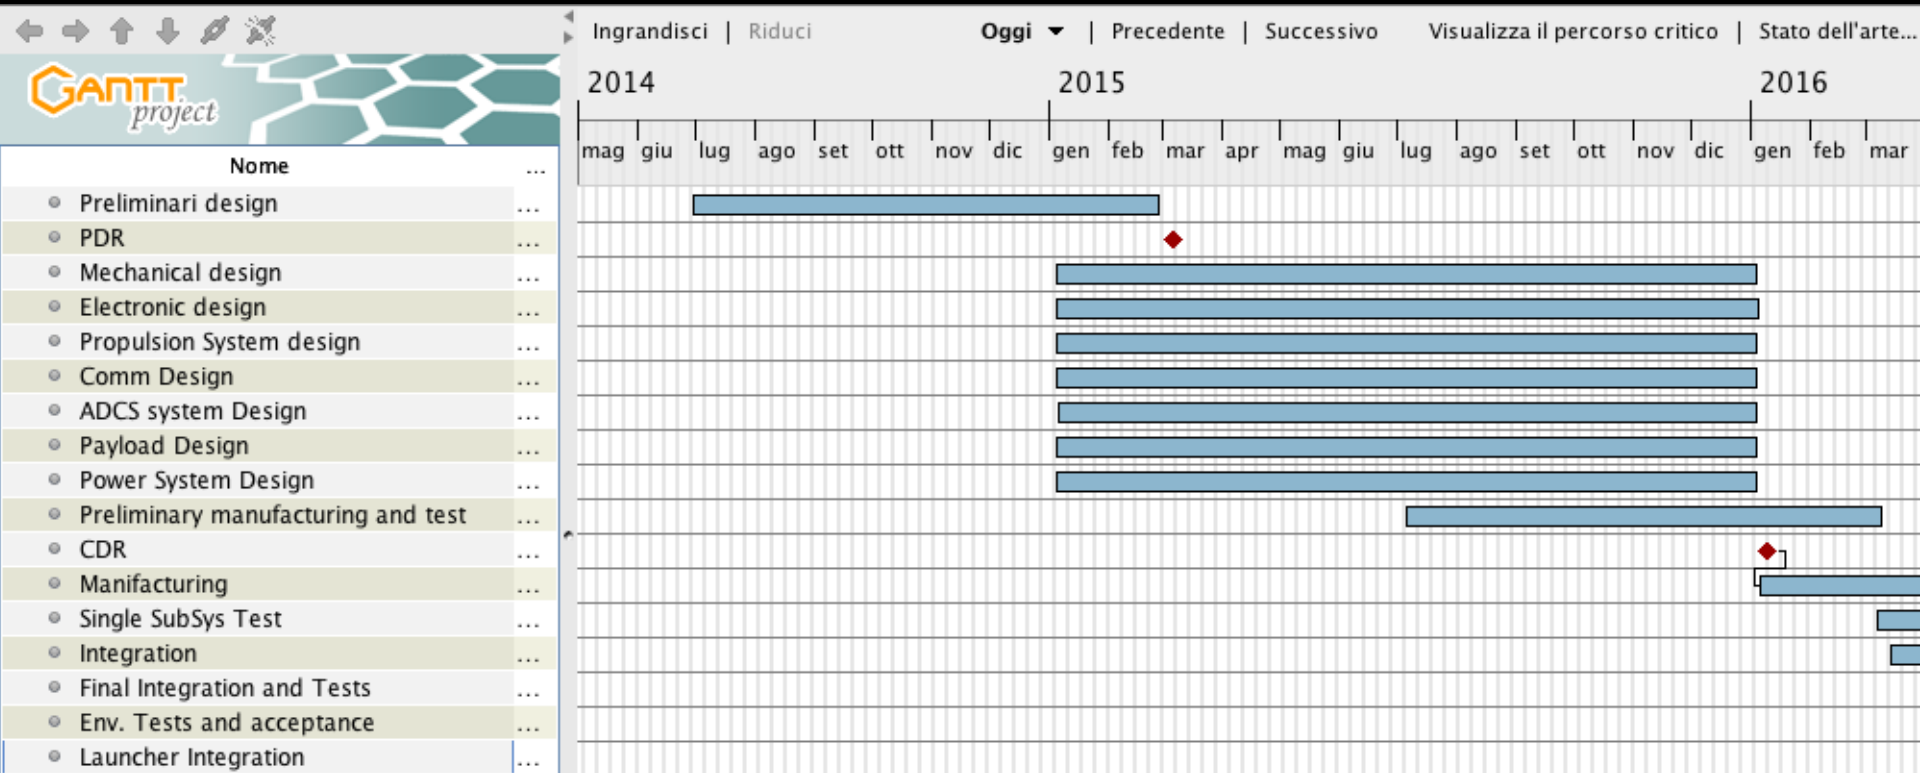 Ingrandisci | Riduci Oggi | Precedente | Successivo Visualizza il percorso critico | Stato dell'arte...
GANTT project
2014 2015 2016
mag giu lug ago set ott nov dic gen feb mar apr mag giu lug ago set ott nov dic gen feb mar
Nome ...
Preliminari design ...
PDR ...
Mechanical design ...
Electronic design ...
Propulsion System design ...
Comm Design ...
ADCS system Design ...
Payload Design ...
Power System Design ...
Preliminary manufacturing and test ...
CDR ...
Manifacturing ...
Single SubSys Test ...
Integration ...
Final Integration and Tests ...
Env. Tests and acceptance ...
Launcher Integration ...